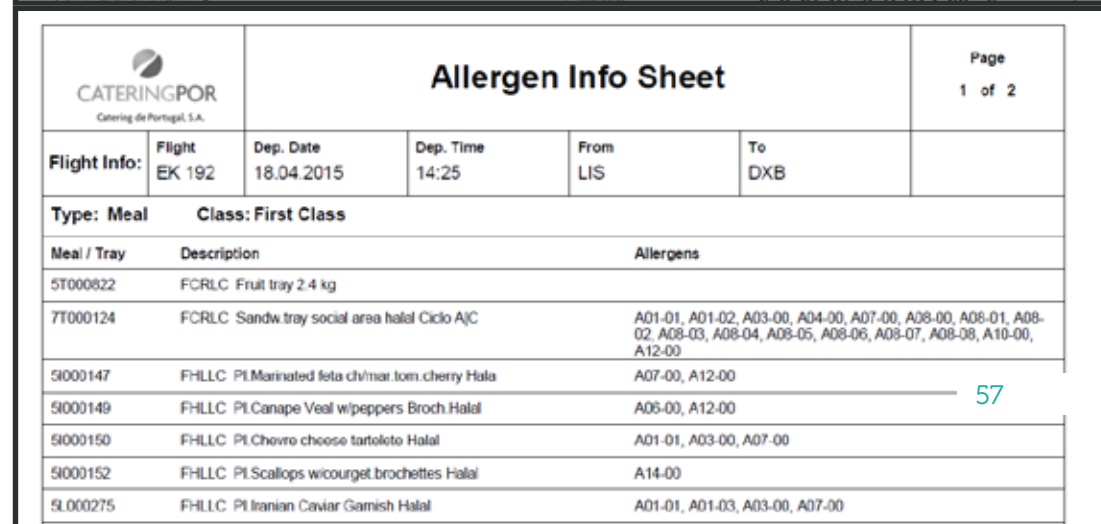 CATERINGPOR
Catering de Portugal, S.A.
Allergen Info Sheet
Page
1 of 2
Flight Info:
Flight
EK 192
Dep. Date
18.04.2015
Dep. Time
14:25
From
LIS
To
DXB
Type: Meal Class: First Class
Meal / Tray Description Allergens
5T000822 FCRLC Fruit tray 2.4 kg
7T000124 FCRLC Sandw.tray social area halal Ciclo A|C A01-01, A01-02, A03-00, A04-00, A07-00, A08-00, A08-01, A08-
02, A08-03, A08-04, A08-05, A08-06, A08-07, A08-08, A10-00,
A12-00
5I000147 FHLLC Pl.Marinated feta ch/mar.tom.cherry Hala A07-00, A12-00
57
5I000149 FHLLC Pl.Canape Veal w/peppers Broch.Halal A06-00, A12-00
5I000150 FHLLC Pl.Chevre cheese tartelete Halal A01-01, A03-00, A07-00
5I000152 FHLLC Pl.Scallops w/courget.brochettes Halal A14-00
5L000275 FHLLC Pl.Iranian Caviar Garnish Halal A01-01, A01-03, A03-00, A07-00